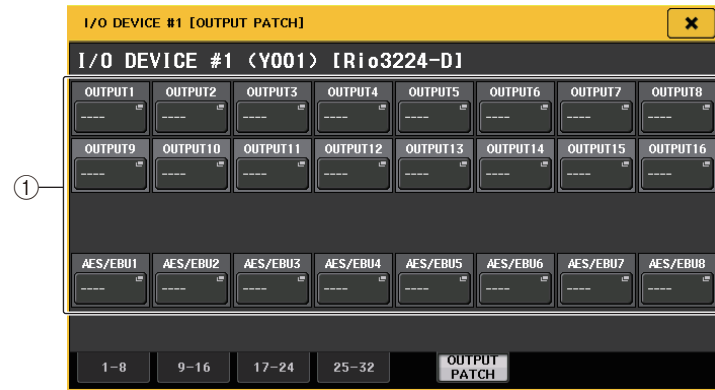 I/O DEVICE #1 [OUTPUT PATCH]
I/O DEVICE #1 (Y001) [Rio3224-D]
OUTPUT1 OUTPUT2 OUTPUT3 OUTPUT4 OUTPUT5 OUTPUT6 OUTPUT7 OUTPUT8
---- ---- ---- ---- ---- ---- ---- ----
OUTPUT9 OUTPUT10 OUTPUT11 OUTPUT12 OUTPUT13 OUTPUT14 OUTPUT15 OUTPUT16
---- ---- ---- ---- ---- ---- ---- ----
①
AES/EBU1 AES/EBU2 AES/EBU3 AES/EBU4 AES/EBU5 AES/EBU6 AES/EBU7 AES/EBU8
---- ---- ---- ---- ---- ---- ---- ----
1-8 9-16 17-24 25-32 OUTPUT
PATCH